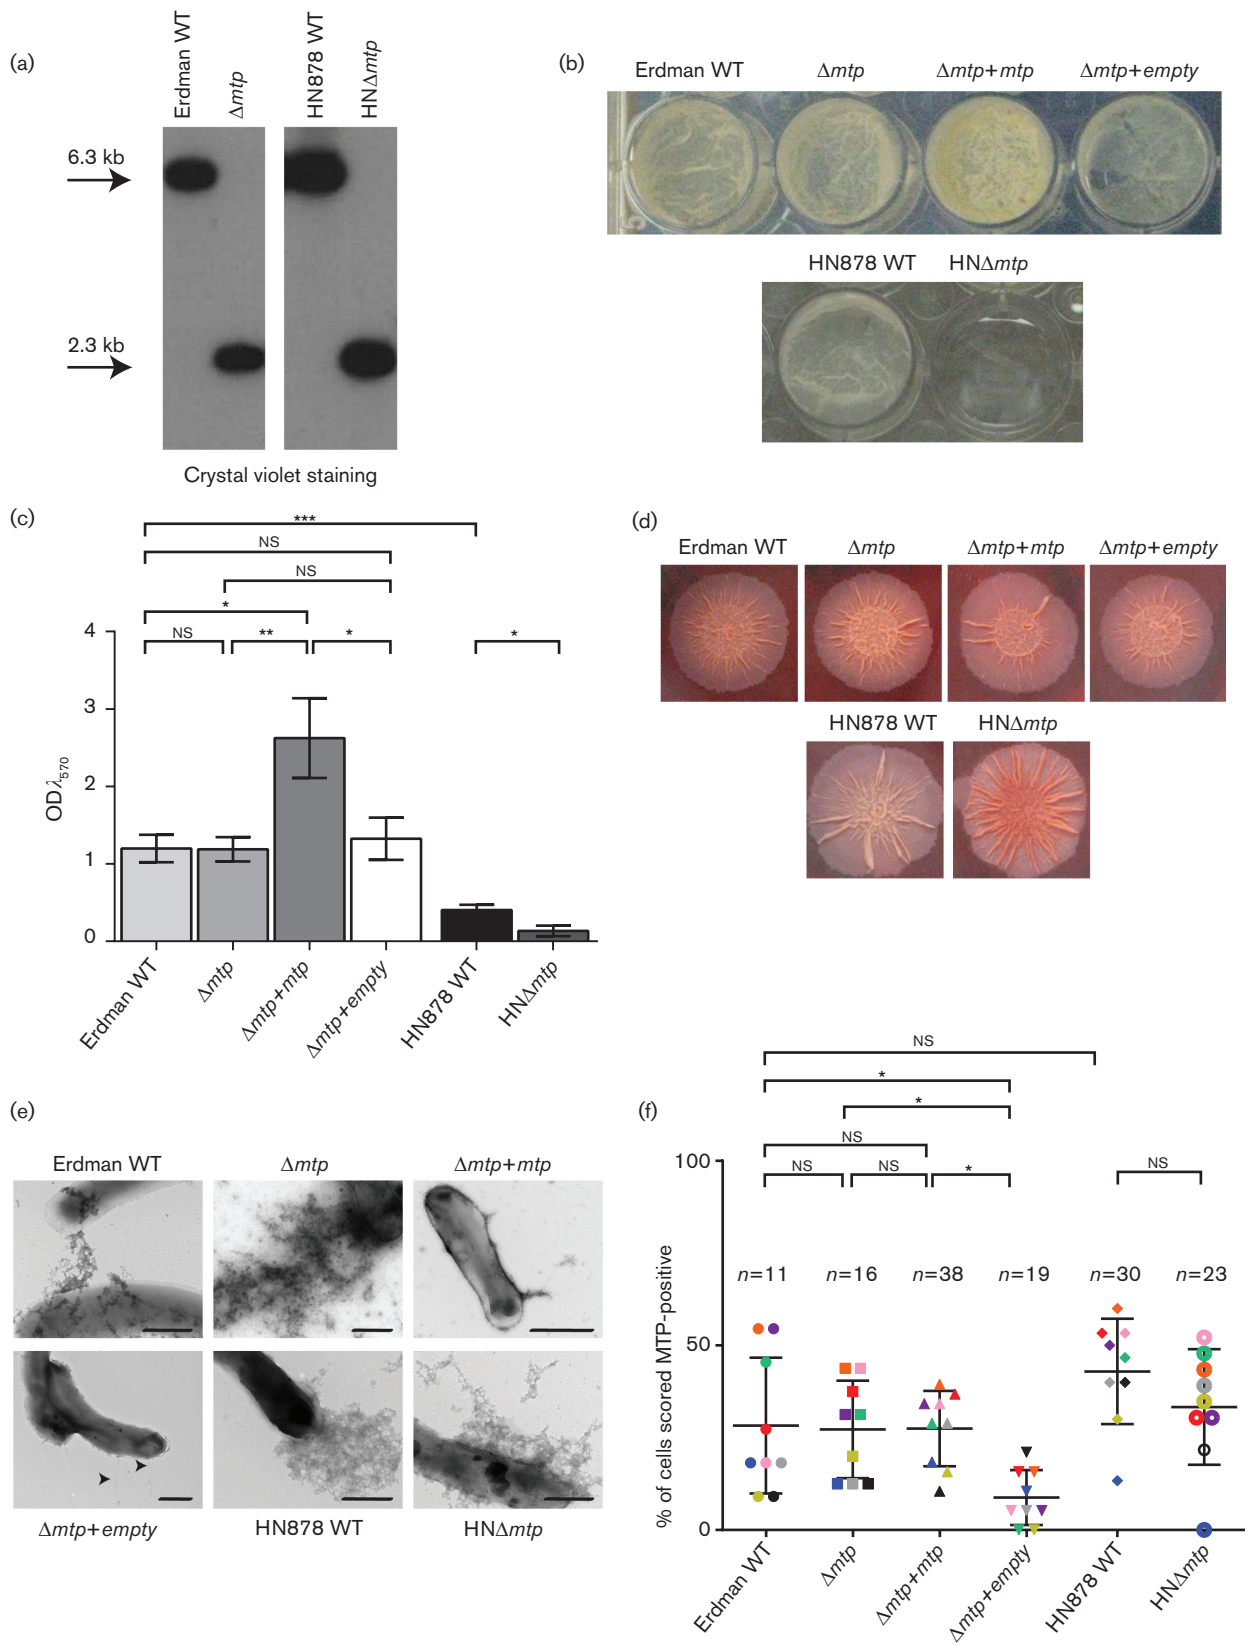 (a)
Erdman WT
Δmtp
HN878 WT
HNΔmtp
6.3 kb
2.3 kb
(b)
Erdman WT Δmtp Δmtp+mtp Δmtp+empty
HN878 WT HNΔmtp
Crystal violet staining
(c)
***
NS
NS
*
NS ** * *
4
3
2
1
0
ODλ570
Erdman WT
Δmtp
Δmtp+mtp
Δmtp+empty
HN878 WT
HNΔmtp
(d)
Erdman WT Δmtp Δmtp+mtp Δmtp+empty
HN878 WT HNΔmtp
(e)
Erdman WT Δmtp Δmtp+mtp
Δmtp+empty HN878 WT HNΔmtp
(f)
NS
*
*
NS
NS NS * NS
100
50
0
% of cells scored MTP-positive
n=11 n=16 n=38 n=19 n=30 n=23
Erdman WT
Δmtp
Δmtp+mtp
Δmtp+empty
HN878 WT
HNΔmtp